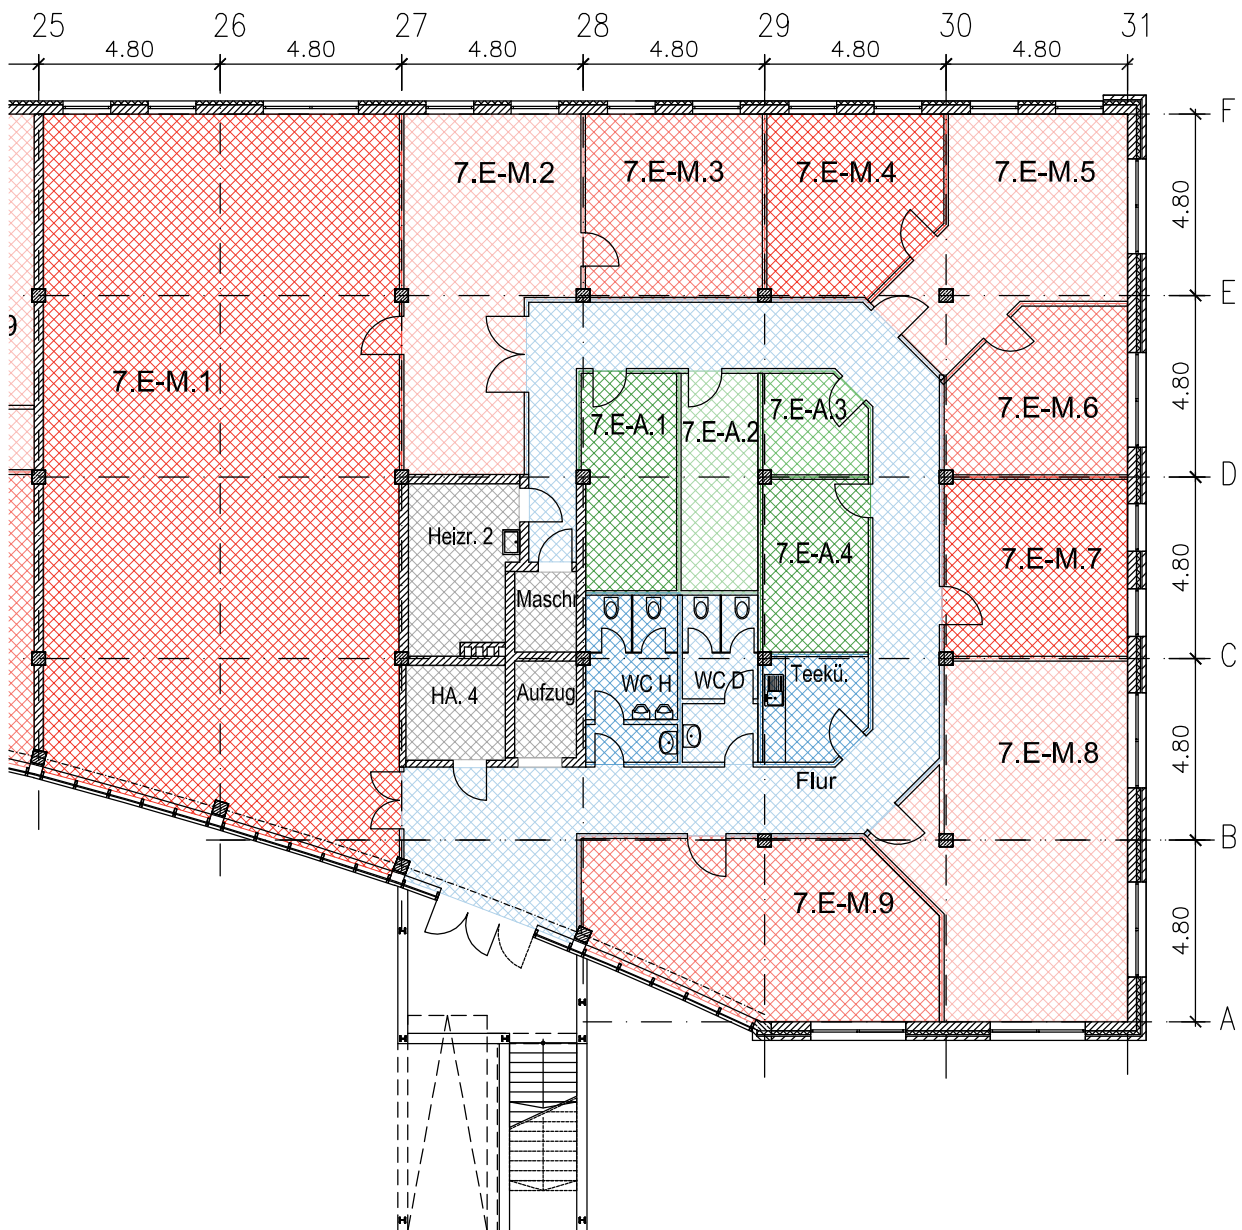 25 26 27 28 29 30 31
4.80 4.80 4.80 4.80 4.80 4.80
F
7.E-M.2 7.E-M.3 7.E-M.4 7.E-M.5
4.80
E
9
7.E-M.1
4.80
7.E-A.1 7.E-A.2 7.E-A.3
7.E-M.6
D
Heizr. 2
7.E-A.4
7.E-M.7
4.80
Maschr
C
HA. 4
Aufzug
WC H
WC D
Teekü.
7.E-M.8
4.80
Flur
B
7.E-M.9
4.80
A